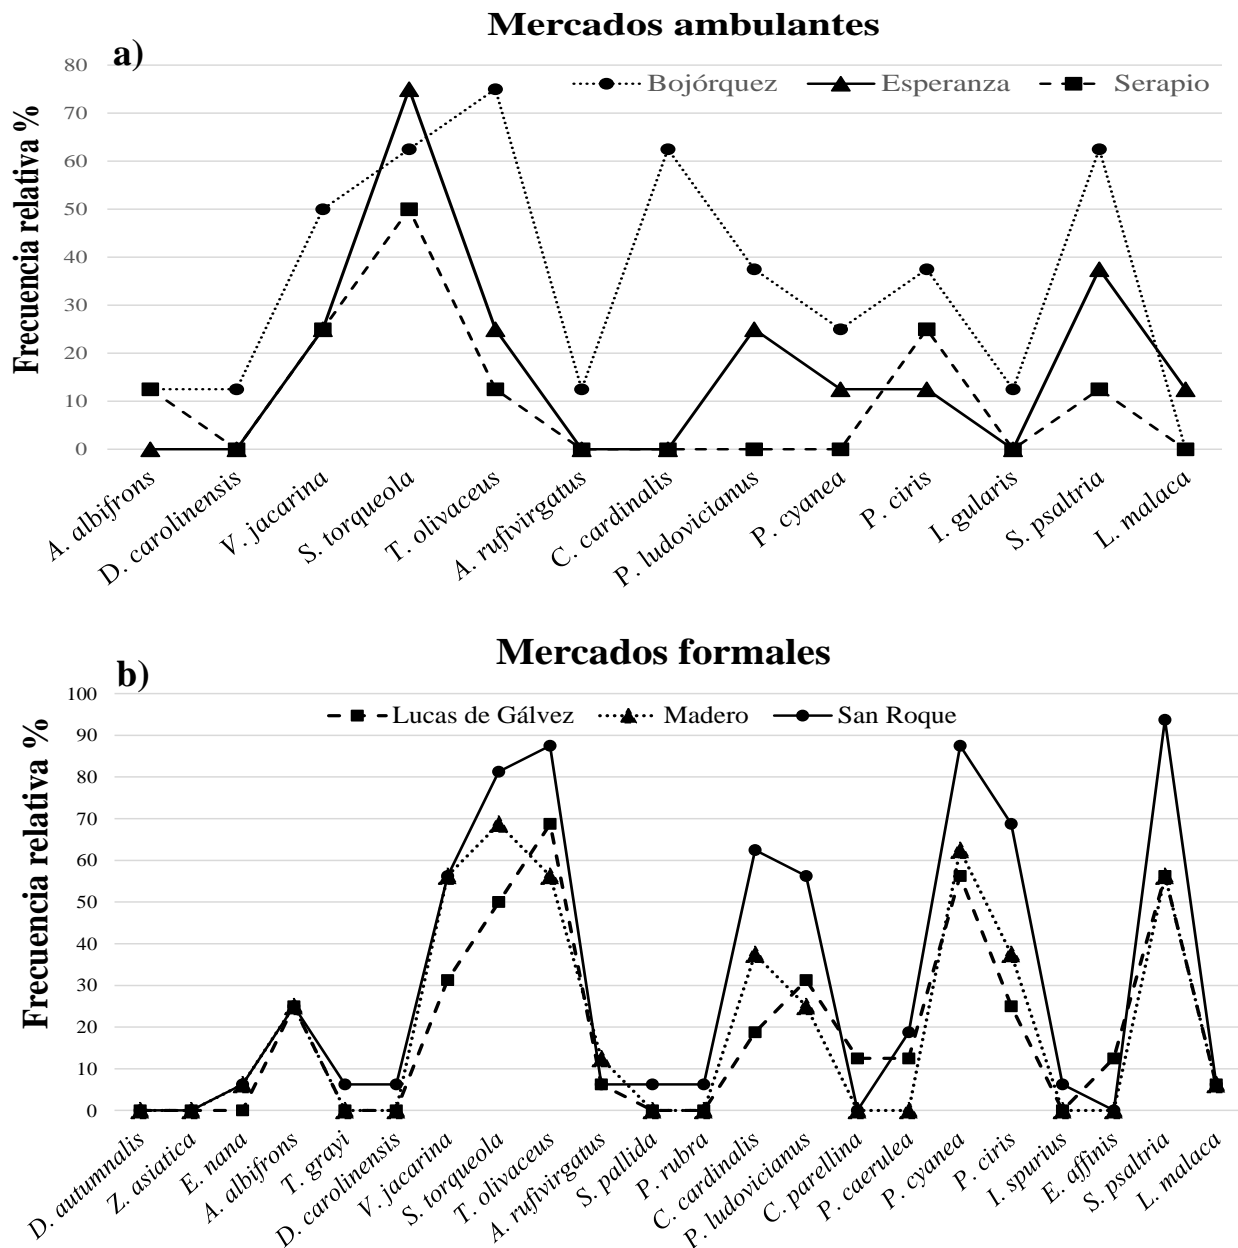 Mercados ambulantes
a)
Bojórquez Esperanza Serapio
Frecuencia relativa %
80
70
60
50
40
30
20
10
0
A. albifrons
D. carolinensis
V. jacarina
S. torqueola
T. olivaceus
A. rufivirgatus
C. cardinalis
P. ludovicianus
P. cyanea
P. ciris
I. gularis
S. psaltria
L. malaca
Mercados formales
b)
Lucas de Gálvez Madero San Roque
Frecuencia relativa %
100
90
80
70
60
50
40
30
20
10
0
D. autumnalis
Z. asiatica
E. nana
A. albifrons
T. grayi
D. carolinensis
V. jacarina
S. torqueola
T. olivaceus
A. rufivirgatus
S. pallida
P. rubra
C. cardinalis
P. ludovicianus
C. parellina
P. caerulea
P. cyanea
P. ciris
I. spurius
E. affinis
S. psaltria
L. malaca